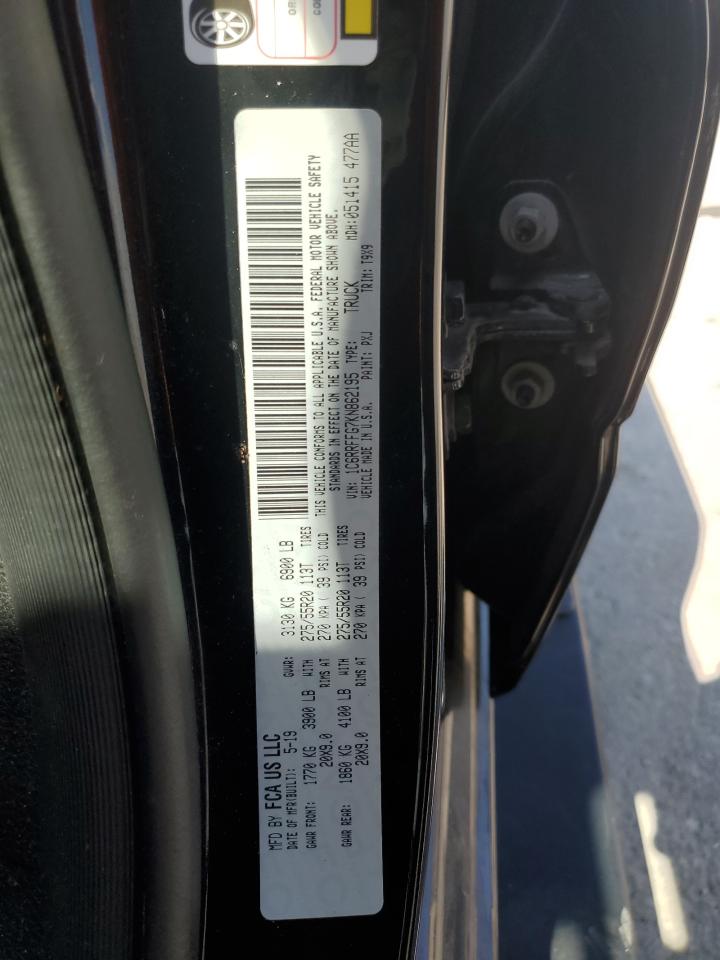 MFD BY FCA US LLC
DATE OF MFR(BUILT): 5-19 GVWR: 3130 KG 6900 LB
GAWR FRONT: 1770 KG 3900 LB WITH 275/55R20 113T TIRES
20X9.0 RIMS AT 270 KPA ( 39 PSI) COLD
GAWR REAR: 1860 KG 4100 LB WITH 275/55R20 113T TIRES
20X9.0 RIMS AT 270 KPA ( 39 PSI) COLD
THIS VEHICLE CONFORMS TO ALL APPLICABLE U.S.A. FEDERAL MOTOR VEHICLE SAFETY
STANDARDS IN EFFECT ON THE DATE OF MANUFACTURE SHOWN ABOVE.
VIN: 1C6RRFFG7KN862195 TYPE: TRUCK MDH:051415 477AA
VEHICLE MADE IN U.S.A. PAINT: PXJ TRIM: T9X9